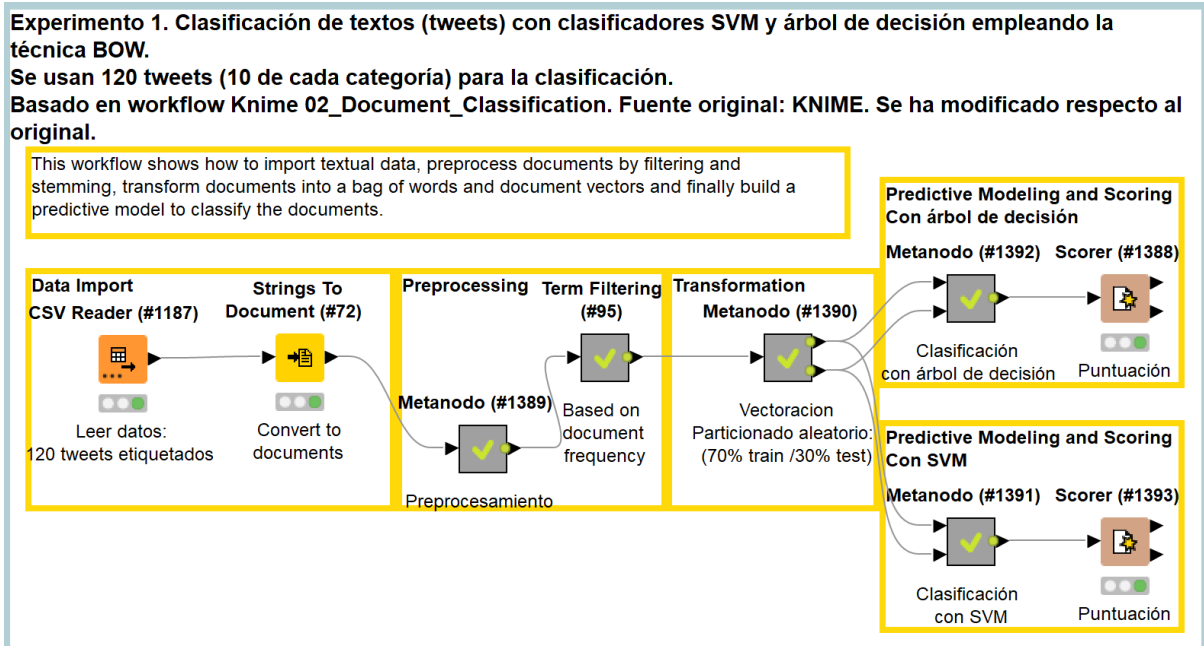 Experimento 1. Clasificación de textos (tweets) con clasificadores SVM y árbol de decisión empleando la
técnica BOW.
Se usan 120 tweets (10 de cada categoría) para la clasificación.
Basado en workflow Knime 02_Document_Classification. Fuente original: KNIME. Se ha modificado respecto al
original.
This workflow shows how to import textual data, preprocess documents by filtering and
stemming, transform documents into a bag of words and document vectors and finally build a
predictive model to classify the documents.
Data Import
CSV Reader (#1187)
Leer datos:
120 tweets etiquetados
Strings To
Document (#72)
Convert to
documents
Preprocessing
Metanodo (#1389)
Preprocesamiento
Term Filtering
(#95)
Based on
document
frequency
Transformation
Metanodo (#1390)
Vectoracion
Particionado aleatorio:
(70% train /30% test)
Predictive Modeling and Scoring
Con árbol de decisión
Metanodo (#1392)
Clasificación
con árbol de decisión
Scorer (#1388)
Puntuación
Predictive Modeling and Scoring
Con SVM
Metanodo (#1391)
Clasificación
con SVM
Scorer (#1393)
Puntuación